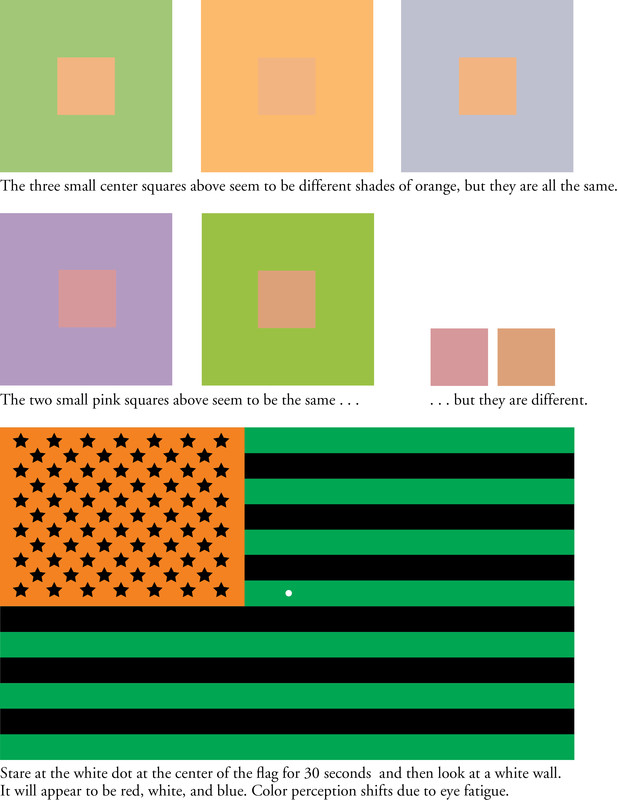 The three small center squares above seem to be different shades of orange, but they are all the same.
The two small pink squares above seem to be the same . . .
. . . but they are different.
Stare at the white dot at the center of the flag for 30 seconds  and then look at a white wall.
It will appear to be red, white, and blue. Color perception shifts due to eye fatigue.